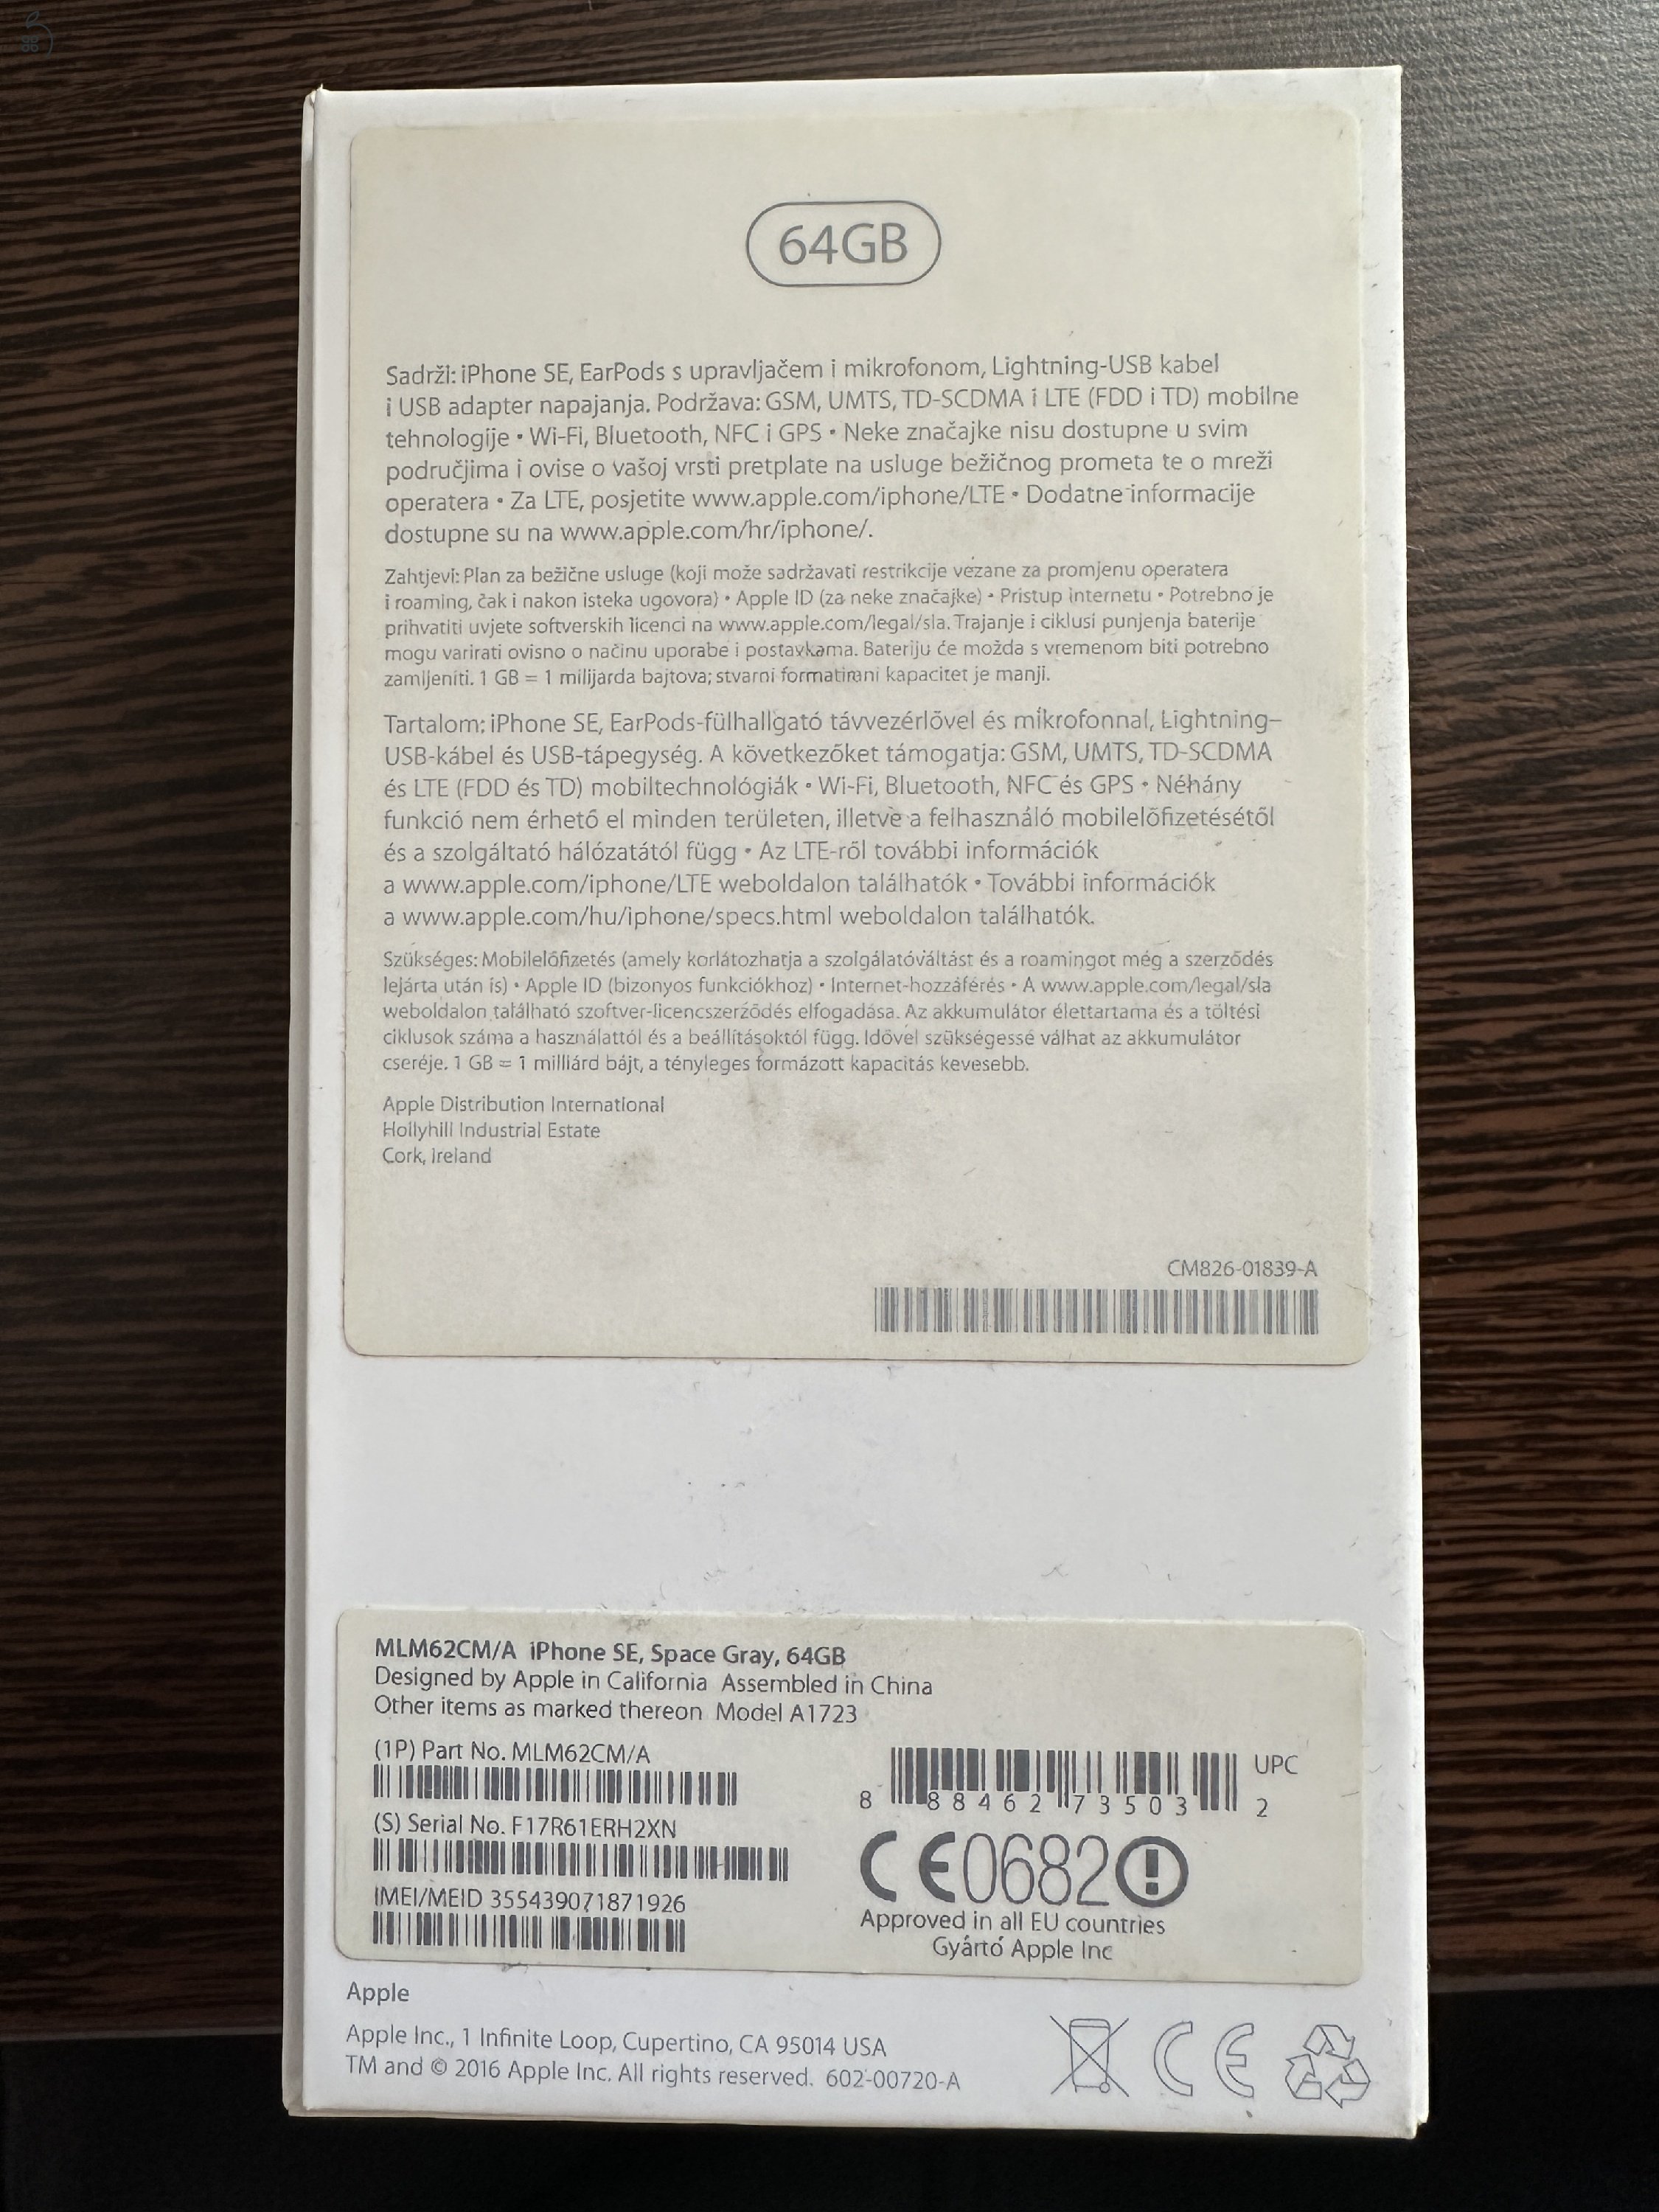 64GB
Sadrži: iPhone SE, EarPods s upravljačem i mikrofonom, Lightning-USB kabel
i USB adapter napajanja. Podržava: GSM, UMTS, TD-SCDMA i LTE (FDD i TD) mobilne
tehnologije • Wi-Fi, Bluetooth, NFC i GPS • Neke značajke nisu dostupne u svim
područjima i ovise o vašoj vrsti pretplate na usluge bežičnog prometa te o mreži
operatera • Za LTE, posjetite www.apple.com/iphone/LTE • Dodatne informacije
dostupne su na www.apple.com/hr/iphone/.
Zahtjevi: Plan za bežične usluge (koji može sadržavati restrikcije vezane za promjenu operatera
i roaming, čak i nakon isteka ugovora) • Apple ID (za neke značajke) • Pristup internetu • Potrebno je
prihvatiti uvjete softverskih licenci na www.apple.com/legal/sla. Trajanje i ciklusi punjenja baterije
mogu varirati ovisno o načinu uporabe i postavkama. Bateriju će možda s vremenom biti potrebno
zamijeniti. 1 GB = 1 milijarda bajtova; stvarni formatirani kapacitet je manji.
Tartalom: iPhone SE, EarPods-fülhallgató távvezérlővel és mikrofonnal, Lightning–
USB-kábel és USB-tápegység. A következőket támogatja: GSM, UMTS, TD-SCDMA
és LTE (FDD és TD) mobiltechnológiák • Wi-Fi, Bluetooth, NFC és GPS • Néhány
funkció nem érhető el minden területen, illetve a felhasználó mobilelőfizetésétől
és a szolgáltató hálózatától függ • Az LTE-ről további információk
a www.apple.com/iphone/LTE weboldalon találhatók • További információk
a www.apple.com/hu/iphone/specs.html weboldalon találhatók.
Szükséges: Mobilelőfizetés (amely korlátozhatja a szolgálatóváltást és a roamingot még a szerződés
lejárta után is) • Apple ID (bizonyos funkciókhoz) • Internet-hozzáférés • A www.apple.com/legal/sla
weboldalon található szoftver-licencszerződés elfogadása. Az akkumulátor élettartama és a töltési
ciklusok száma a használattól és a beállításoktól függ. Idővel szükségessé válhat az akkumulátor
cseréje. 1 GB = 1 milliárd bájt, a tényleges formázott kapacitás kevesebb.
Apple Distribution International
Hollyhill Industrial Estate
Cork, Ireland
CM826-01839-A
MLM62CM/A iPhone SE, Space Gray, 64GB
Designed by Apple in California Assembled in China
Other items as marked thereon Model A1723
(1P) Part No. MLM62CM/A
(S) Serial No. F17R61ERH2XN
IMEI/MEID 355439071871926
UPC
8 88462 73503 2
CE0682
Approved in all EU countries
Gyártó Apple Inc
Apple
Apple Inc., 1 Infinite Loop, Cupertino, CA 95014 USA
TM and © 2016 Apple Inc. All rights reserved. 602-00720-A
CE